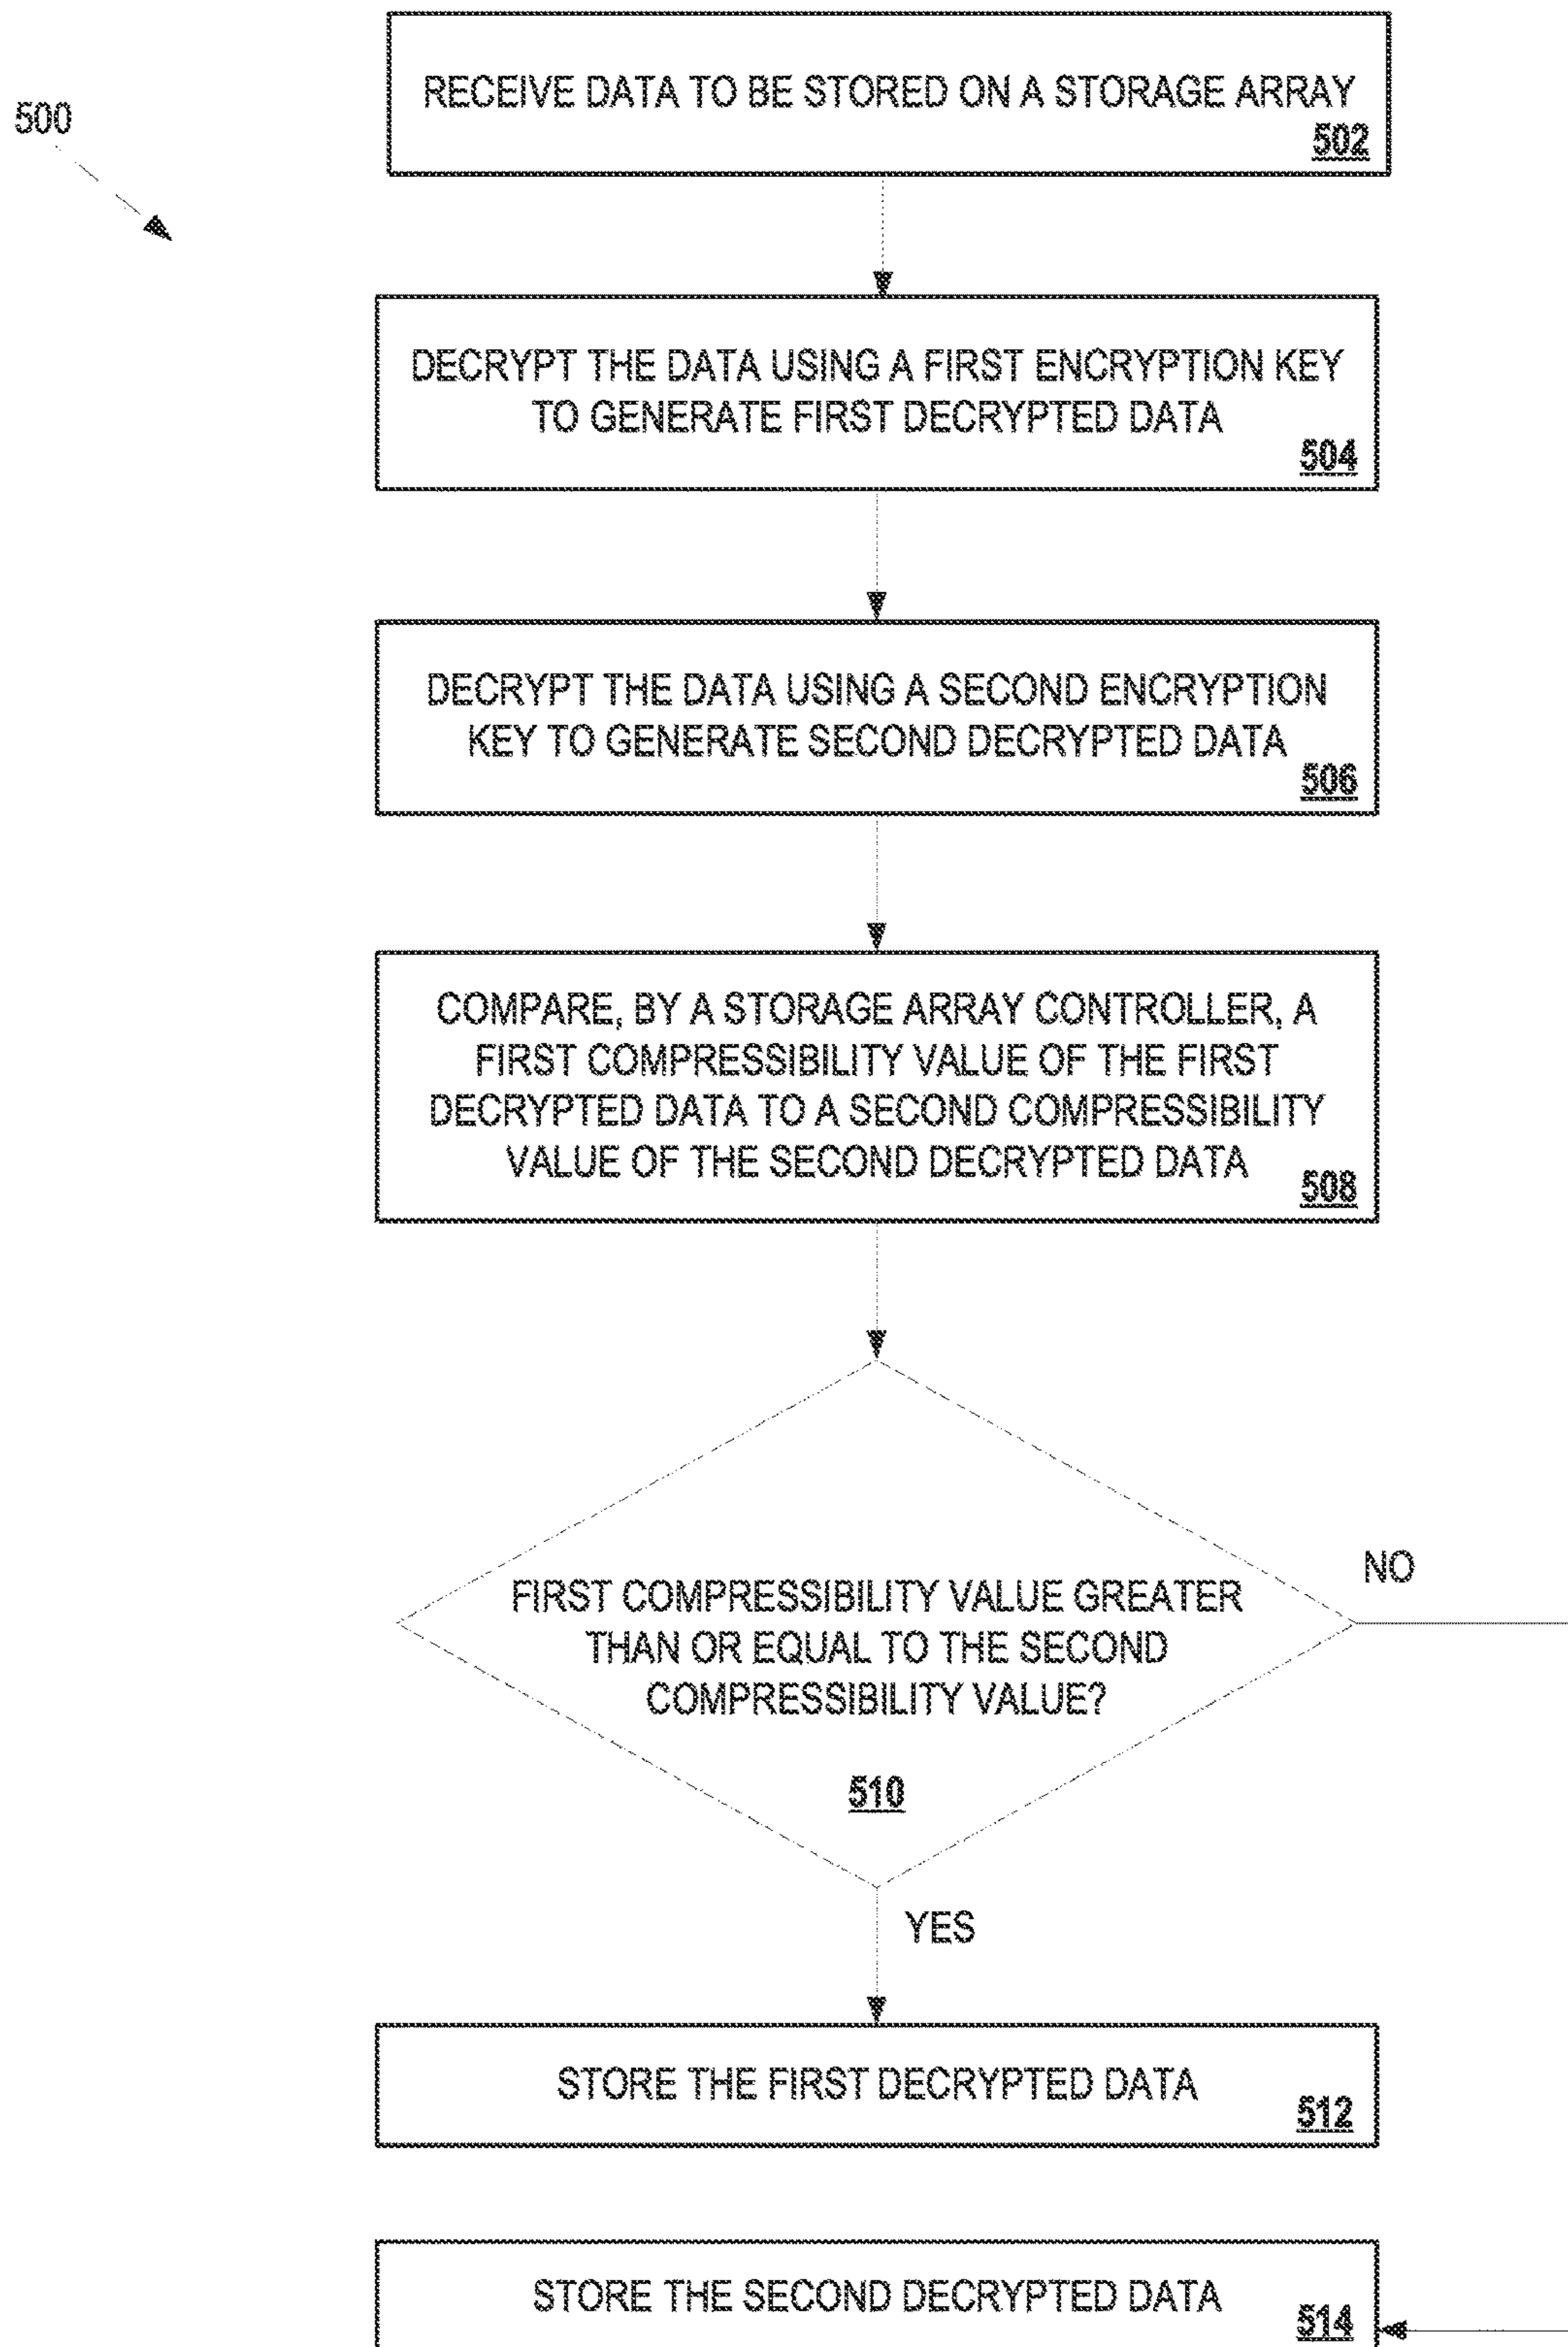 RECEIVE DATA TO BE STORED ON A STORAGE ARRAY
502
500
DECRYPT THE DATA USING A FIRST ENCRYPTION KEY
TO GENERATE FIRST DECRYPTED DATA
504
DECRYPT THE DATA USING A SECOND ENCRYPTION
KEY TO GENERATE SECOND DECRYPTED DATA
506
COMPARE, BY A STORAGE ARRAY CONTROLLER, A
FIRST COMPRESSIBILITY VALUE OF THE FIRST
DECRYPTED DATA TO A SECOND COMPRESSIBILITY
VALUE OF THE SECOND DECRYPTED DATA
508
NO
FIRST COMPRESSIBILITY VALUE GREATER
THAN OR EQUAL TO THE SECOND
COMPRESSIBILITY VALUE?
510
YES
STORE THE FIRST DECRYPTED DATA
512
STORE THE SECOND DECRYPTED DATA
514